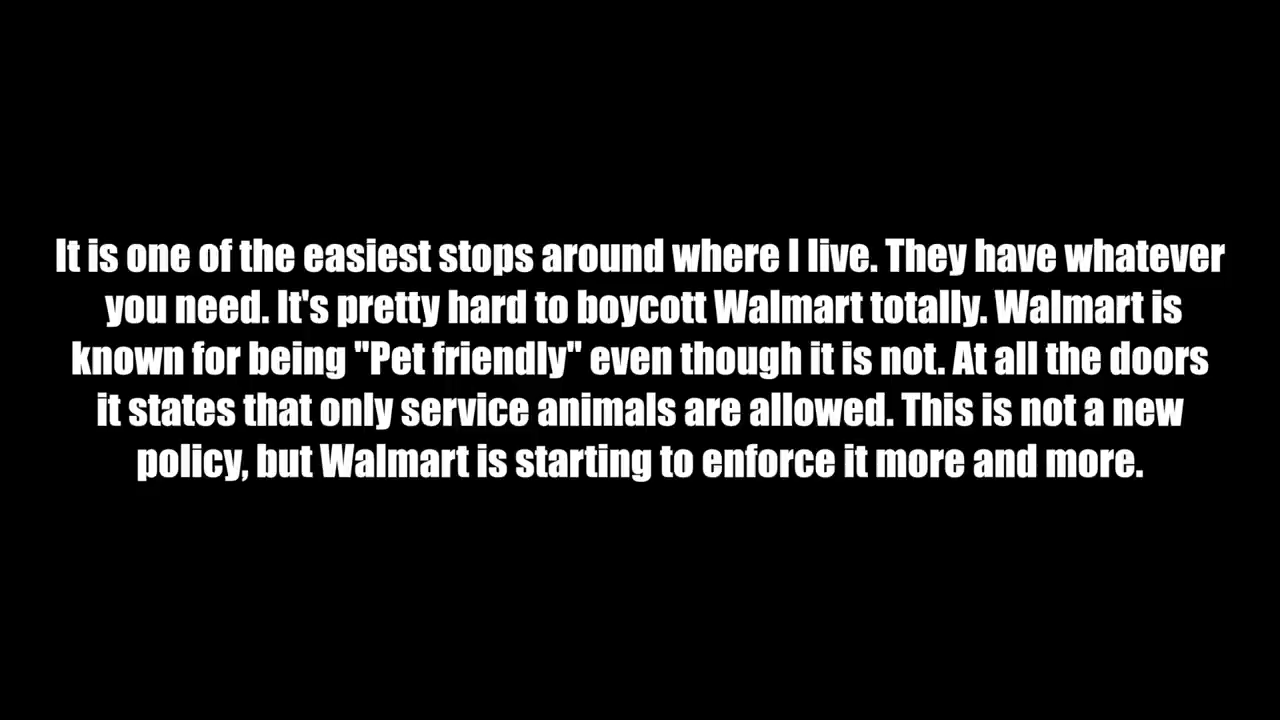 It is one of the easiest stops around where I live. They have whatever
you need. It's pretty hard to boycott Walmart totally. Walmart is
known for being "Pet friendly" even though it is not. At all the doors
it states that only service animals are allowed. This is not a new
policy, but Walmart is starting to enforce it more and more.